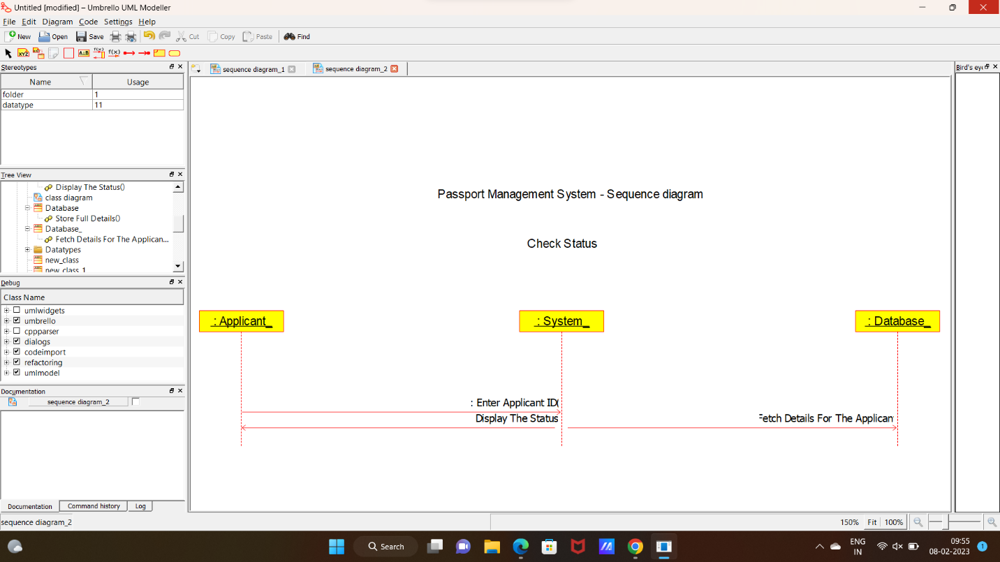 Untitled [modified] – Umbrello UML Modeller
File Edit Diagram Code Settings Help
New Open Save Cut Copy Paste Find
XYZ A↓B f(x) f(x)
Stereotypes
Name Usage
folder 1
datatype 11
Tree View
Display The Status()
class diagram
Database
Store Full Details()
Database_
Fetch Details For The Applican...
Datatypes
new_class
new_class_1
Debug
Class Name
umlwidgets
umbrello
cppparser
dialogs
codeimport
refactoring
umlmodel
Documentation
sequence diagram_2
Documentation Command history Log
sequence diagram_2
sequence diagram_1 sequence diagram_2
Passport Management System - Sequence diagram
Check Status
: Applicant_ : System_ : Database_
: Enter Applicant ID(
Display The Status
Fetch Details For The Applican
Bird's eye
150% Fit 100%
Search
ENG
IN
09:55
08-02-2023
1